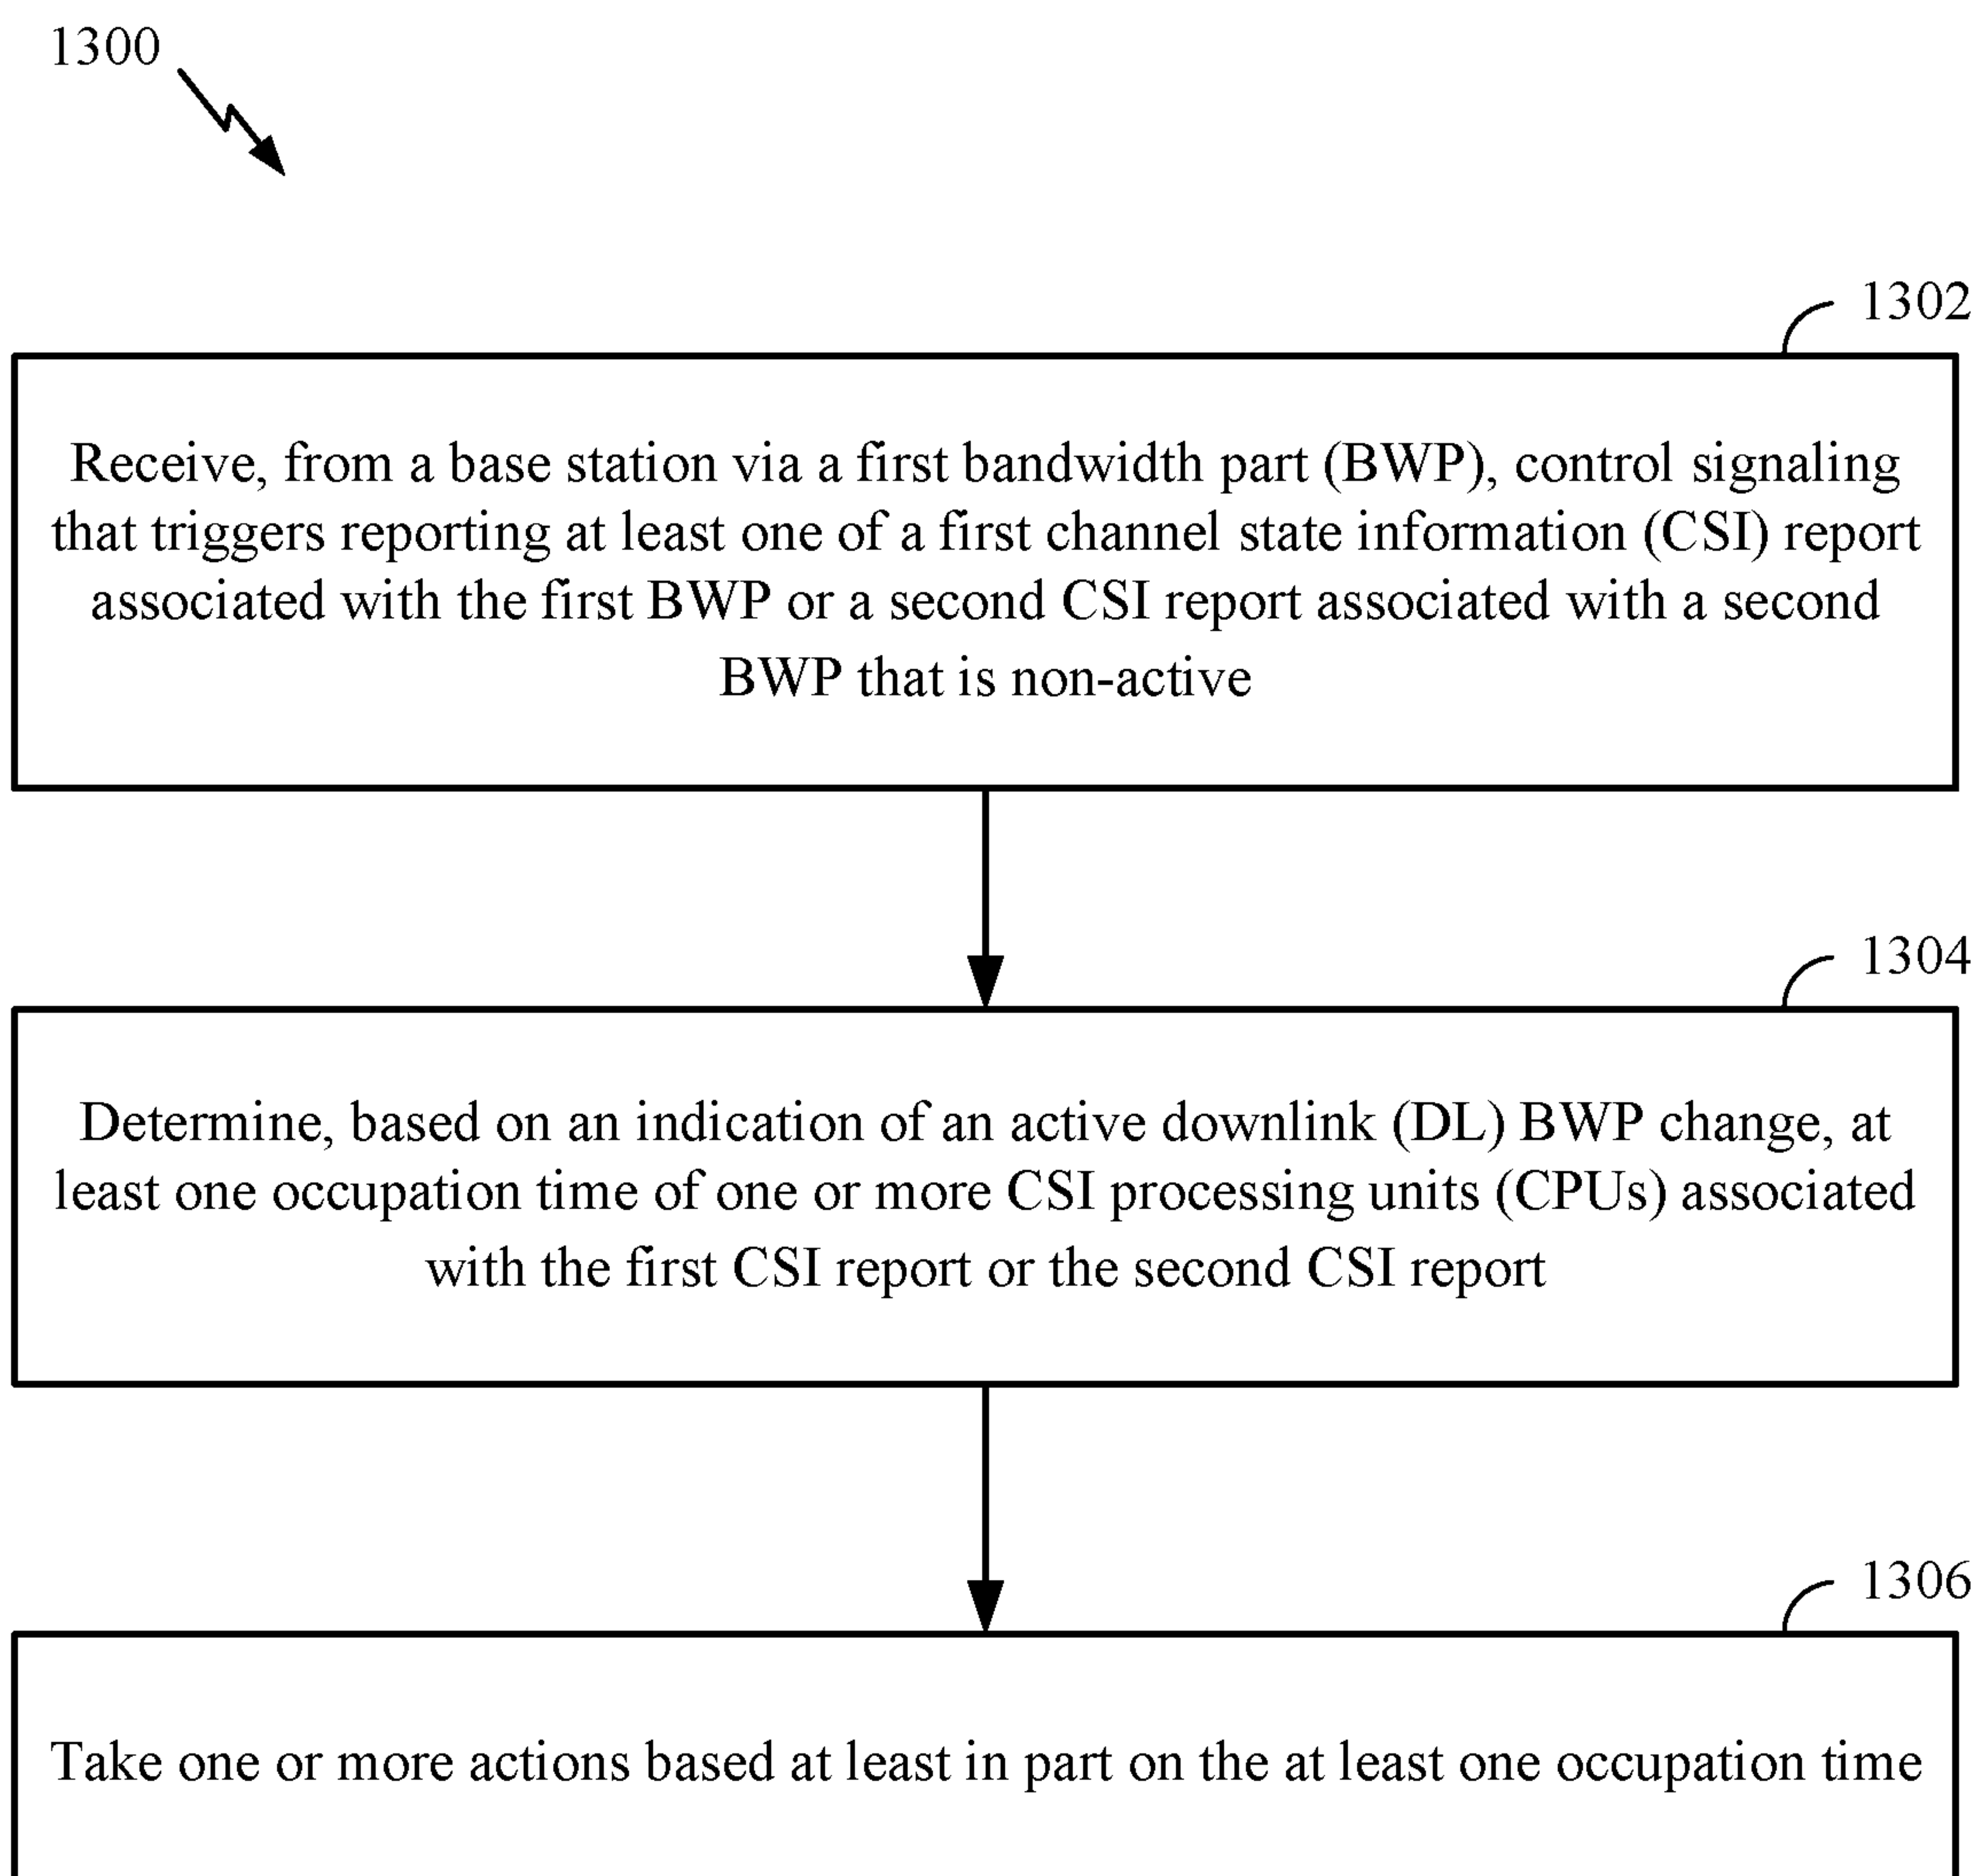 1300
1302
Receive, from a base station via a first bandwidth part (BWP), control signaling
that triggers reporting at least one of a first channel state information (CSI) report
associated with the first BWP or a second CSI report associated with a second
BWP that is non-active
1304
Determine, based on an indication of an active downlink (DL) BWP change, at
least one occupation time of one or more CSI processing units (CPUs) associated
with the first CSI report or the second CSI report
1306
Take one or more actions based at least in part on the at least one occupation time